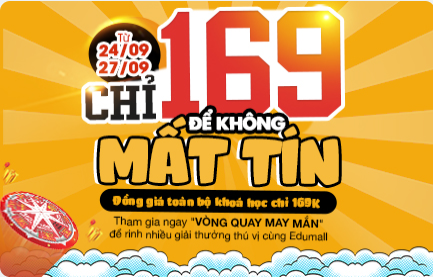 TỪ
24/09
27/09
CHỈ 169
ĐỂ KHÔNG
MẤT TÍN
Đồng giá toàn bộ khoá học chỉ 169K
Tham gia ngay "VÒNG QUAY MAY MẮN"
để rinh nhiều giải thưởng thú vị cùng Edumall